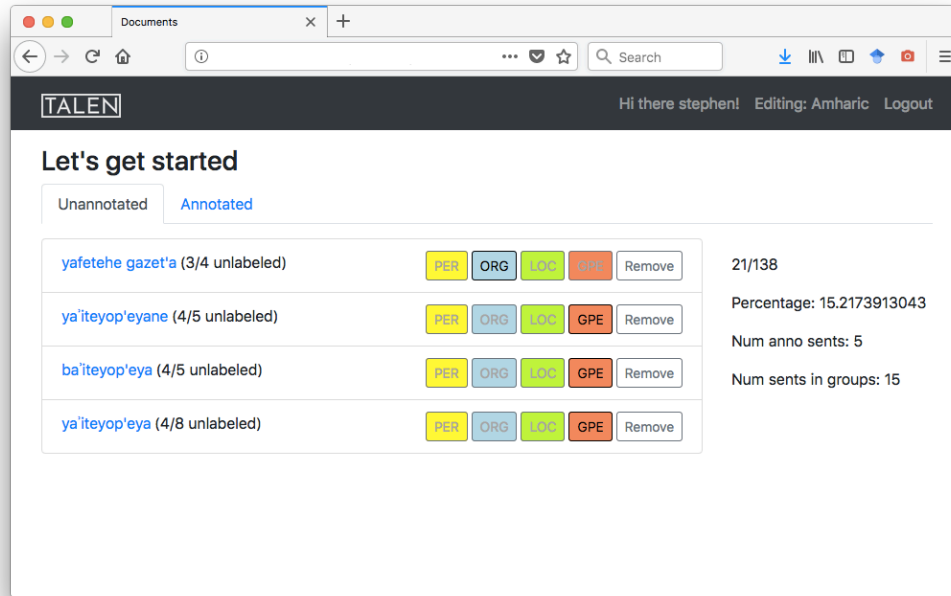 Documents
Search
TALEN
Hi there stephen! Editing: Amharic Logout
Let's get started
Unannotated Annotated
yafetehe gazet'a (3/4 unlabeled) PER ORG LOC GPE Remove
ya'iteyop'eyane (4/5 unlabeled) PER ORG LOC GPE Remove
ba'iteyop'eya (4/5 unlabeled) PER ORG LOC GPE Remove
ya'iteyop'eya (4/8 unlabeled) PER ORG LOC GPE Remove
21/138
Percentage: 15.2173913043
Num anno sents: 5
Num sents in groups: 15